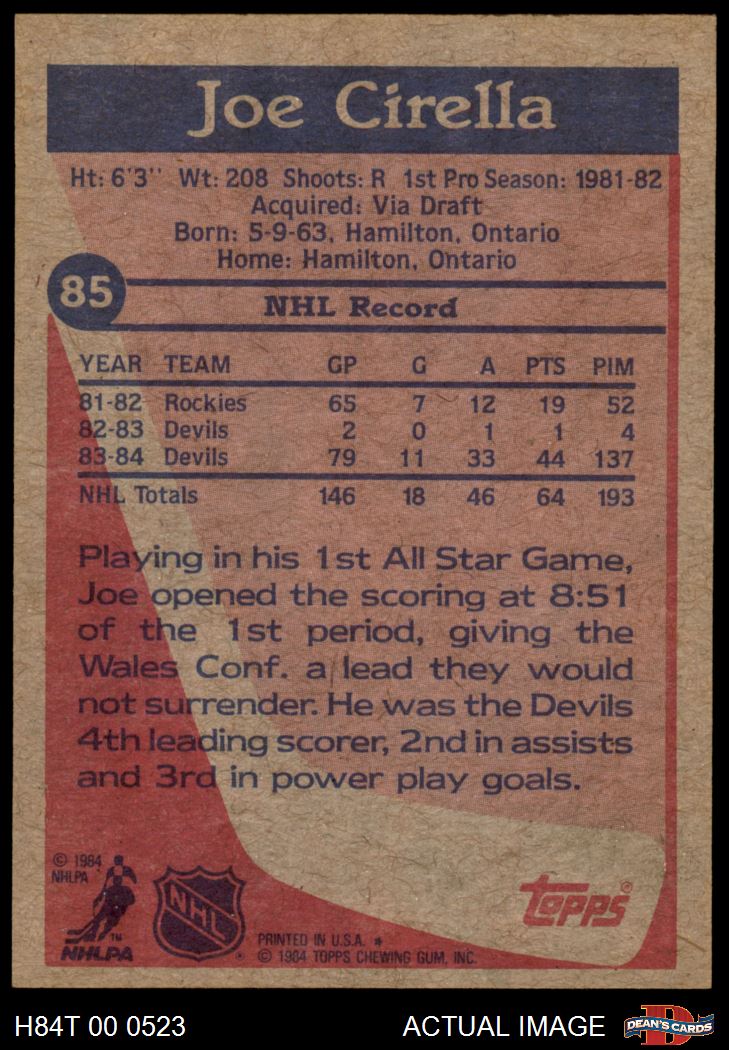 Joe Cirella
Ht: 6'3" Wt: 208 Shoots: R 1st Pro Season: 1981-82
Acquired: Via Draft
Born: 5-9-63, Hamilton, Ontario
Home: Hamilton, Ontario
85
NHL Record
YEAR TEAM GP G A PTS PIM
81-82 Rockies 65 7 12 19 52
82-83 Devils 2 0 1 1 4
83-84 Devils 79 11 33 44 137
NHL Totals 146 18 46 64 193
Playing in his 1st All Star Game,
Joe opened the scoring at 8:51
of the 1st period, giving the
Wales Conf. a lead they would
not surrender. He was the Devils
4th leading scorer, 2nd in assists
and 3rd in power play goals.
© 1984
NHLPA
TM
NHLPA
NHL
®
topps®
PRINTED IN U.S.A. *
© 1984 TOPPS CHEWING GUM, INC.
H84T 00 0523
ACTUAL IMAGE
D
DEAN'S CARDS